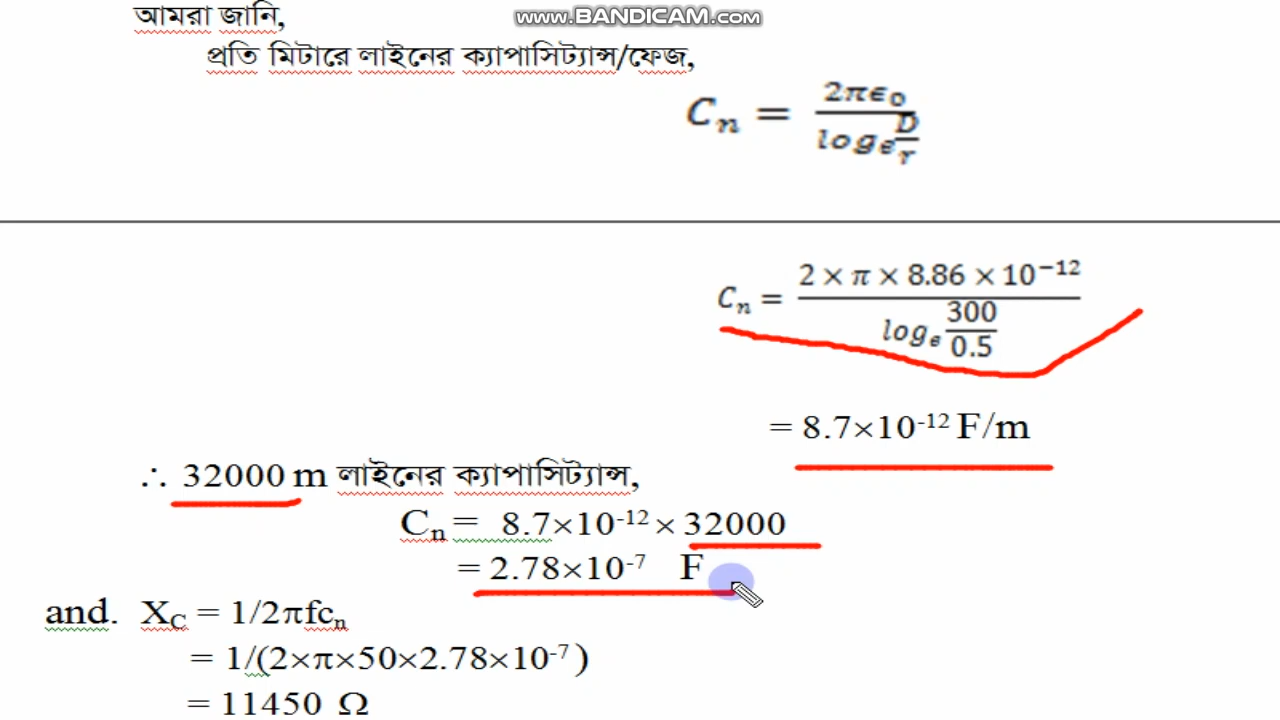 www.BANDICAM.com
আমরা জানি,
প্রতি মিটারে লাইনের ক্যাপাসিট্যান্স/ফেজ,
Cₙ = 2πϵ₀ / logₑ D/r
Cₙ = 2 × π × 8.86 × 10⁻¹² / logₑ 300/0.5
= 8.7×10⁻¹² F/m
∴ 32000 m লাইনের ক্যাপাসিট্যান্স,
Cₙ = 8.7×10⁻¹² × 32000
= 2.78×10⁻⁷ F
and. X_C = 1/2πfcₙ
= 1/(2×π×50×2.78×10⁻⁷ )
= 11450 Ω